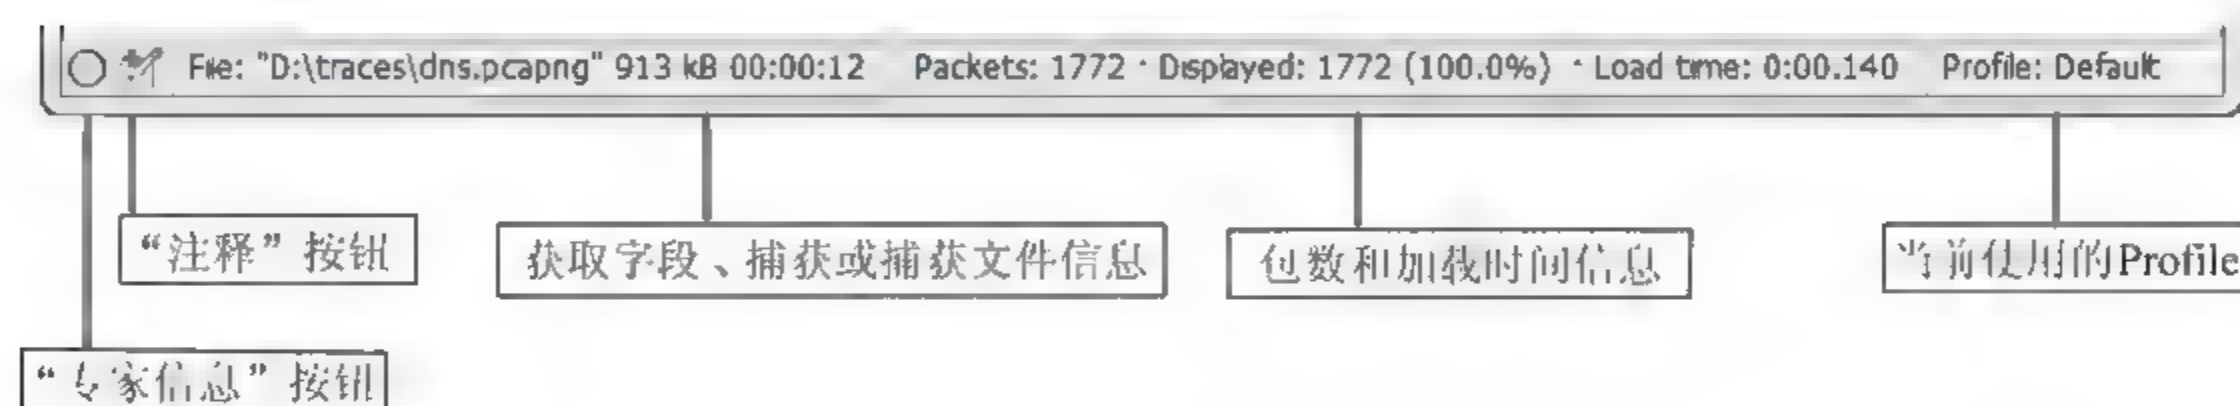 File: "D:\traces\dns.pcapng" 913 kB 00:00:12 Packets: 1772 · Displayed: 1772 (100.0%) · Load time: 0:00.140 Profile: Default
“注释”按钮
获取字段、捕获或捕获文件信息
包数和加载时间信息
当前使用的Profile
“专家信息”按钮